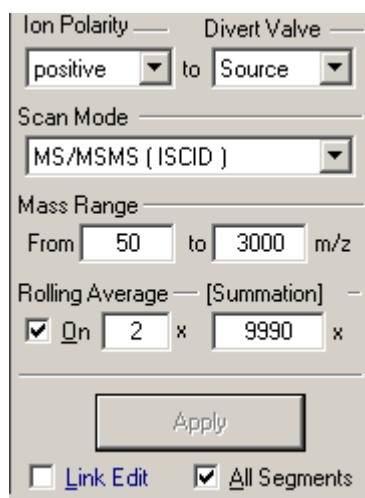 Ion Polarity Divert Valve
positive to Source
Scan Mode
MS/MSMS ( ISCID )
Mass Range
From 50 to 3000 m/z
Rolling Average [Summation]
On 2 x 9990 x
Apply
Link Edit All Segments